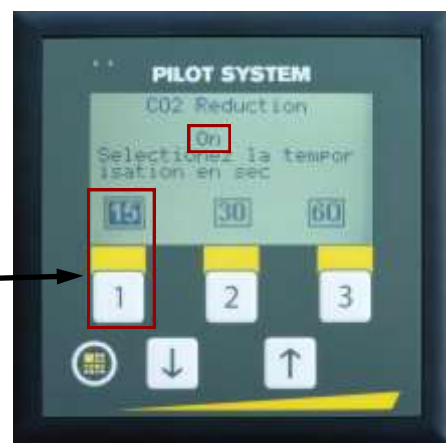 PILOT SYSTEM
CO2 Reduction
On
Selectionez la tempor
isation en sec
15 30 60
1 2 3
↓ ↑